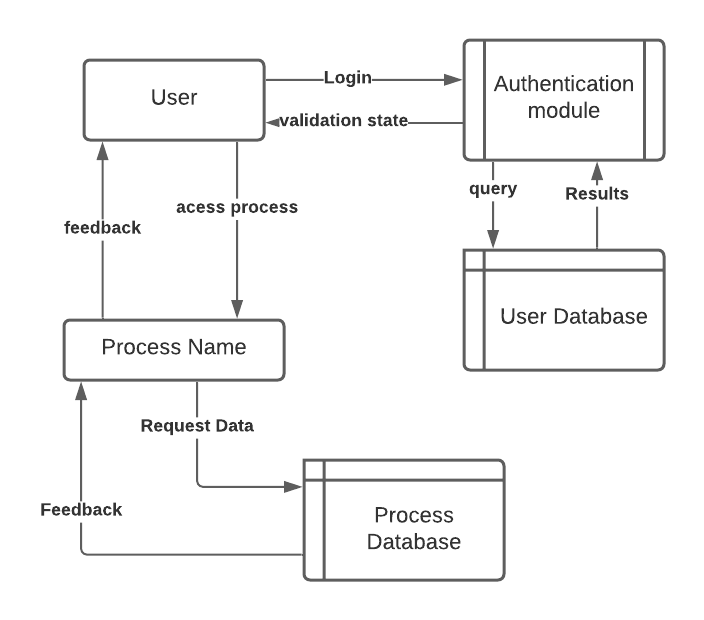 User
Login
Authentication
module
validation state
query
Results
feedback
acess process
User Database
Process Name
Request Data
Feedback
Process
Database